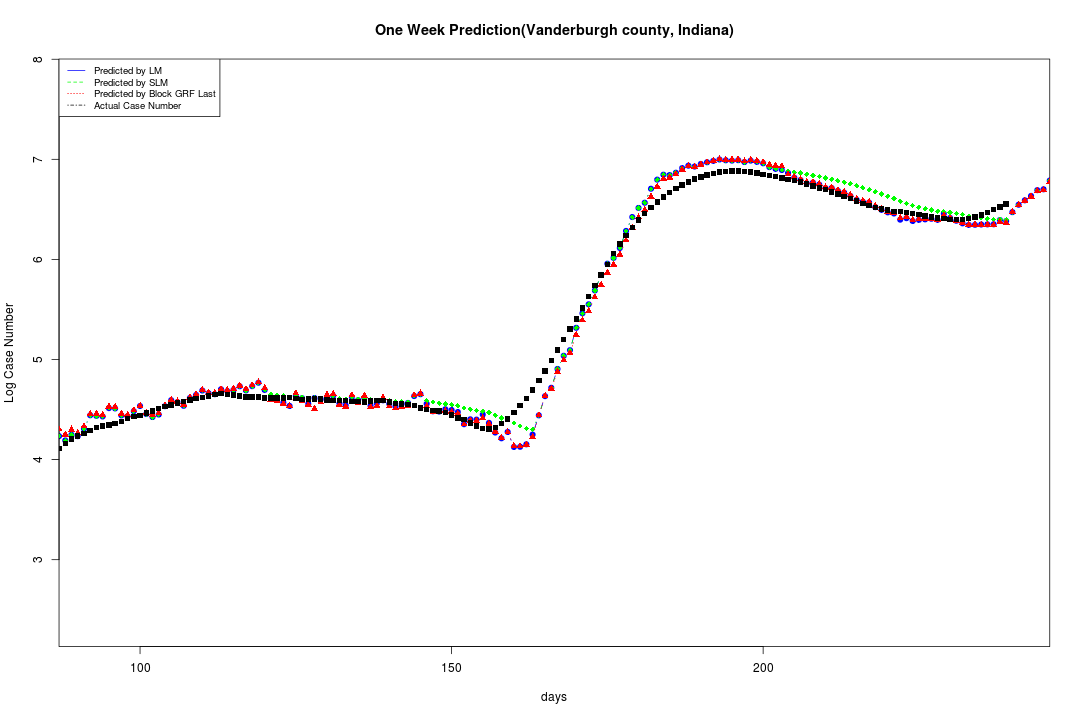 One Week Prediction(Vanderburgh county, Indiana)
Predicted by LM
Predicted by SLM
Predicted by Block GRF Last
Actual Case Number
8
7
6
5
4
3
Log Case Number
100 150 200
days